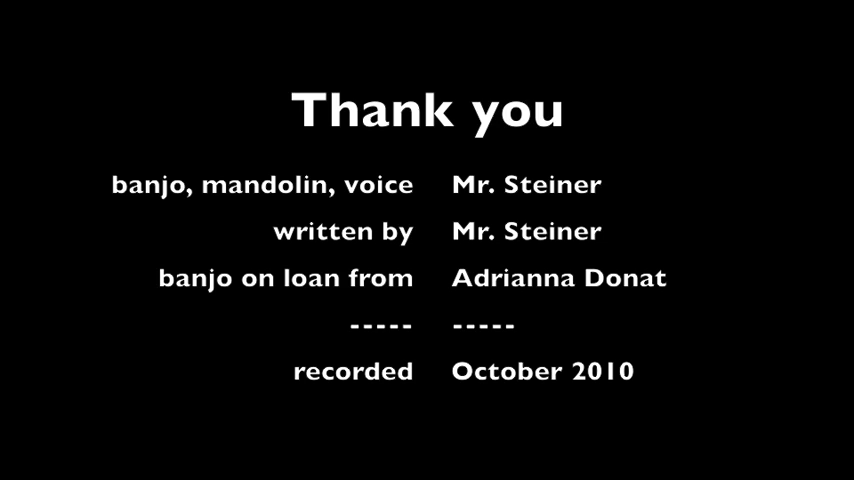 Thank you
banjo, mandolin, voice Mr. Steiner
written by Mr. Steiner
banjo on loan from Adrianna Donat
----- -----
recorded October 2010